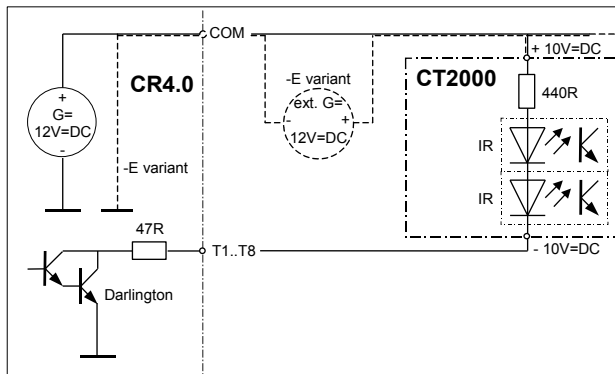 COM
+ 10V=DC
CR4.0
-E variant
ext. G=
- +
12V=DC
CT2000
440R
+
G=
12V=DC
-
IR
-E variant
IR
47R
T1..T8
- 10V=DC
Darlington